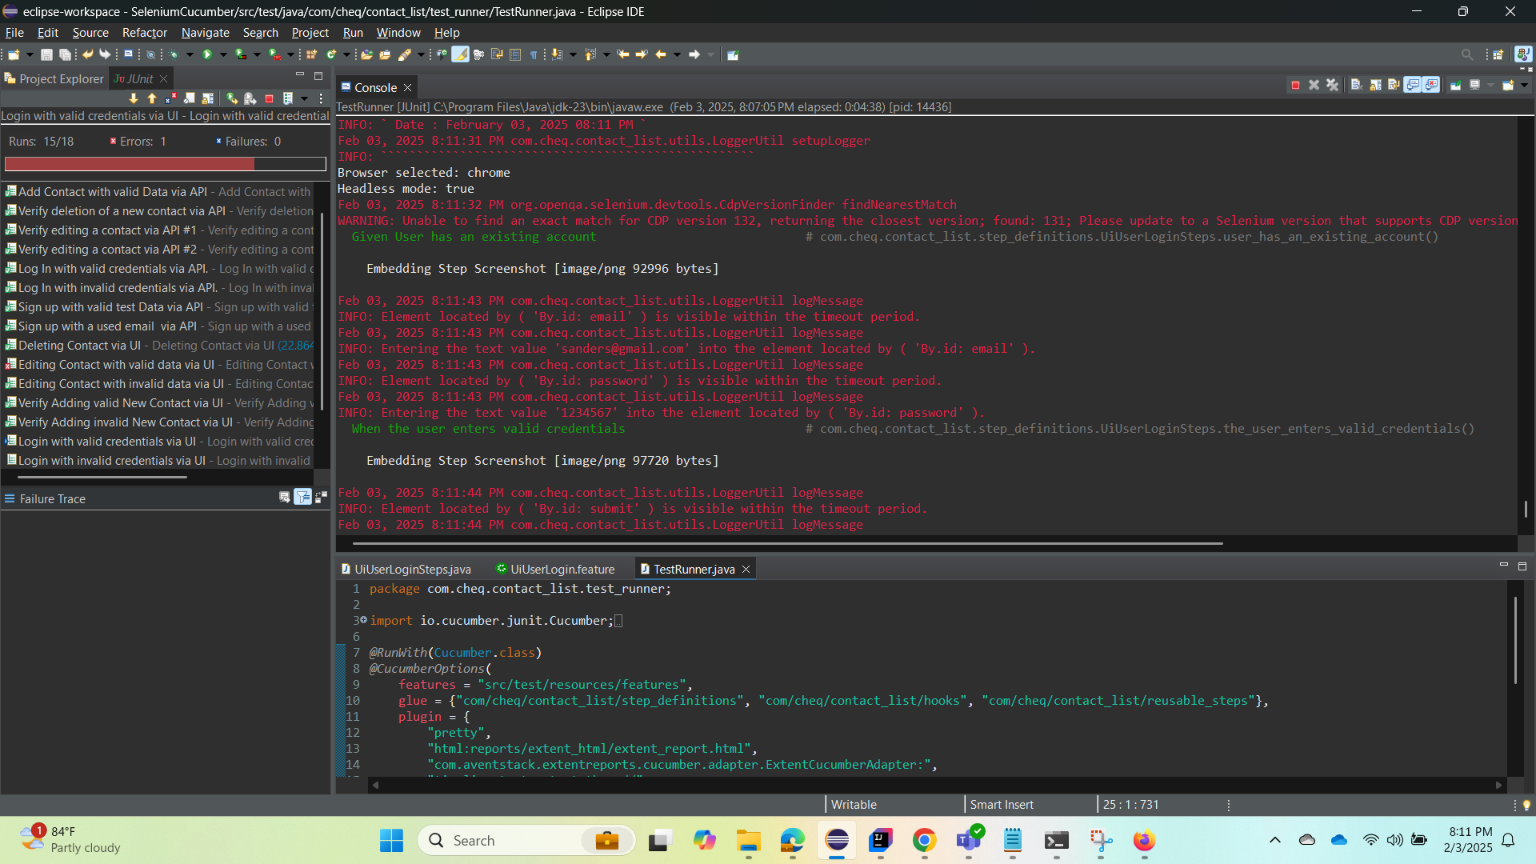 eclipse-workspace - SeleniumCucumber/src/test/java/com/cheq/contact_list/test_runner/TestRunner.java - Eclipse IDE
File Edit Source Refactor Navigate Search Project Run Window Help
Project Explorer JUnit
Login with valid credentials via UI - Login with valid credential
Runs: 15/18 Errors: 1 Failures: 0
Add Contact with valid Data via API - Add Contact with
Verify deletion of a new contact via API - Verify deletion
Verify editing a contact via API #1 - Verify editing a cont
Verify editing a contact via API #2 - Verify editing a cont
Log In with valid credentials via API. - Log In with valid c
Log In with invalid credentials via API. - Log In with inval
Sign up with valid test Data via API - Sign up with valid
Sign up with a used email via API - Sign up with a used
Deleting Contact via UI - Deleting Contact via UI (22.864
Editing Contact with valid data via UI - Editing Contact v
Editing Contact with invalid data via UI - Editing Contac
Verify Adding valid New Contact via UI - Verify Adding v
Verify Adding invalid New Contact via UI - Verify Adding
Login with valid credentials via UI - Login with valid cred
Login with invalid credentials via UI - Login with invalid
Failure Trace
Console
TestRunner [JUnit] C:\Program Files\Java\jdk-23\bin\javaw.exe (Feb 3, 2025, 8:07:05 PM elapsed: 0:04:38) [pid: 14436]
INFO: ` Date : February 03, 2025 08:11 PM `
Feb 03, 2025 8:11:31 PM com.cheq.contact_list.utils.LoggerUtil setupLogger
INFO: ````````````````````````````````````````````````````
Browser selected: chrome
Headless mode: true
Feb 03, 2025 8:11:32 PM org.openqa.selenium.devtools.CdpVersionFinder findNearestMatch
WARNING: Unable to find an exact match for CDP version 132, returning the closest version; found: 131; Please update to a Selenium version that supports CDP version
Given User has an existing account # com.cheq.contact_list.step_definitions.UiUserLoginSteps.user_has_an_existing_account()
Embedding Step Screenshot [image/png 92996 bytes]
Feb 03, 2025 8:11:43 PM com.cheq.contact_list.utils.LoggerUtil logMessage
INFO: Element located by ( 'By.id: email' ) is visible within the timeout period.
Feb 03, 2025 8:11:43 PM com.cheq.contact_list.utils.LoggerUtil logMessage
INFO: Entering the text value 'sanders@gmail.com' into the element located by ( 'By.id: email' ).
Feb 03, 2025 8:11:43 PM com.cheq.contact_list.utils.LoggerUtil logMessage
INFO: Element located by ( 'By.id: password' ) is visible within the timeout period.
Feb 03, 2025 8:11:43 PM com.cheq.contact_list.utils.LoggerUtil logMessage
INFO: Entering the text value '1234567' into the element located by ( 'By.id: password' ).
When the user enters valid credentials # com.cheq.contact_list.step_definitions.UiUserLoginSteps.the_user_enters_valid_credentials()
Embedding Step Screenshot [image/png 97720 bytes]
Feb 03, 2025 8:11:44 PM com.cheq.contact_list.utils.LoggerUtil logMessage
INFO: Element located by ( 'By.id: submit' ) is visible within the timeout period.
Feb 03, 2025 8:11:44 PM com.cheq.contact_list.utils.LoggerUtil logMessage
UiUserLoginSteps.java UiUserLogin.feature TestRunner.java
1 package com.cheq.contact_list.test_runner;
2
3 import io.cucumber.junit.Cucumber;
6
7 @RunWith(Cucumber.class)
8 @CucumberOptions(
9 features = "src/test/resources/features",
10 glue = {"com/cheq/contact_list/step_definitions", "com/cheq/contact_list/hooks", "com/cheq/contact_list/reusable_steps"},
11 plugin = {
12 "pretty",
13 "html:reports/extent_html/extent_report.html",
14 "com.aventstack.extentreports.cucumber.adapter.ExtentCucumberAdapter:",
Writable Smart Insert 25 : 1 : 731
1 84°F
Partly cloudy
Search
8:11 PM
2/3/2025